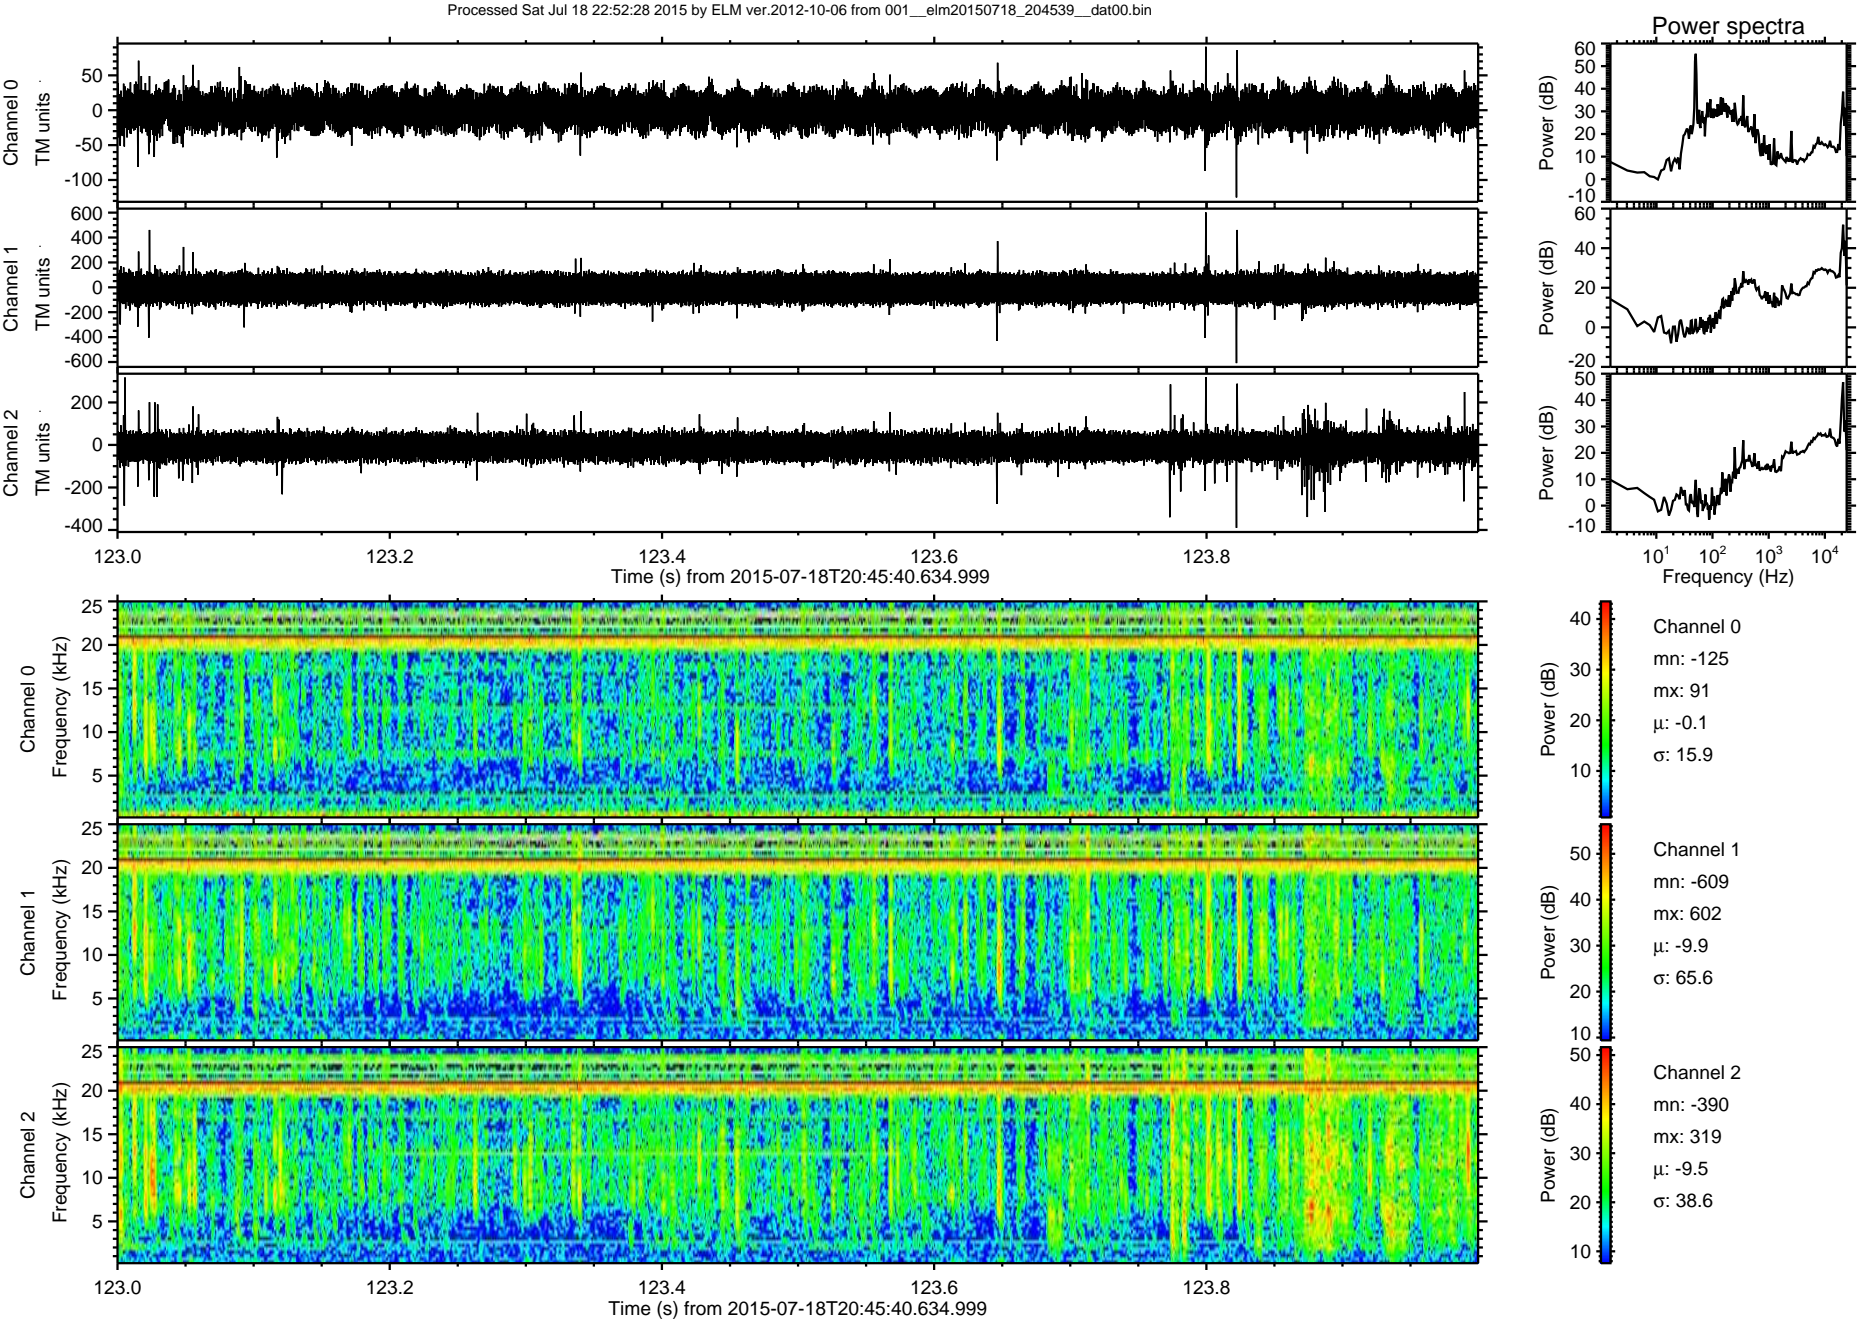 Processed Sat Jul 18 22:52:28 2015 by ELM ver.2012-10-06 from 001__elm20150718_204539__dat00.bin
Power spectra
Channel 0
TM units
50
0
-50
-100
Power (dB)
60
50
40
30
20
10
0
-10
Channel 1
TM units
600
400
200
0
-200
-400
-600
Power (dB)
60
40
20
0
-20
Channel 2
TM units
200
0
-200
-400
Power (dB)
50
40
30
20
10
0
-10
123.0 123.2 123.4 123.6 123.8
Time (s) from 2015-07-18T20:45:40.634.999
10¹ 10² 10³ 10⁴
Frequency (Hz)
Channel 0
Frequency (kHz)
25
20
15
10
5
Power (dB)
40
30
20
10
Channel 0
mn: -125
mx: 91
μ: -0.1
σ: 15.9
Channel 1
Frequency (kHz)
25
20
15
10
5
Power (dB)
50
40
30
20
10
Channel 1
mn: -609
mx: 602
μ: -9.9
σ: 65.6
Channel 2
Frequency (kHz)
25
20
15
10
5
Power (dB)
50
40
30
20
10
Channel 2
mn: -390
mx: 319
μ: -9.5
σ: 38.6
123.0 123.2 123.4 123.6 123.8
Time (s) from 2015-07-18T20:45:40.634.999